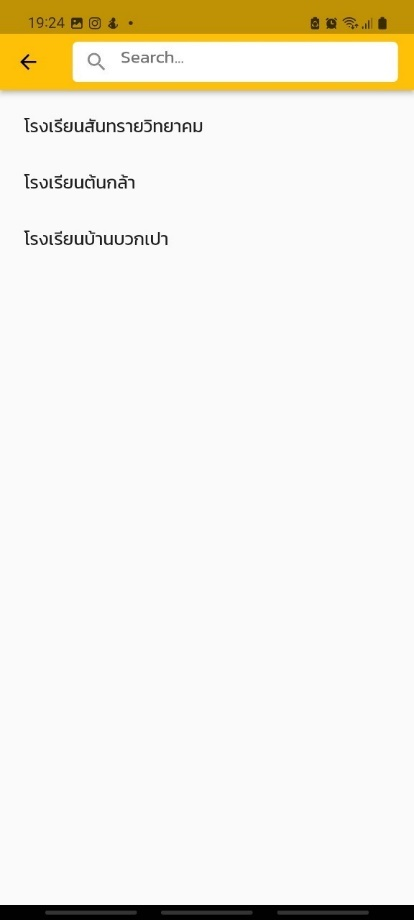 19:24
Search...
โรงเรียนสันทรายวิทยาคม
โรงเรียนต้นกล้า
โรงเรียนบ้านบวกเปา